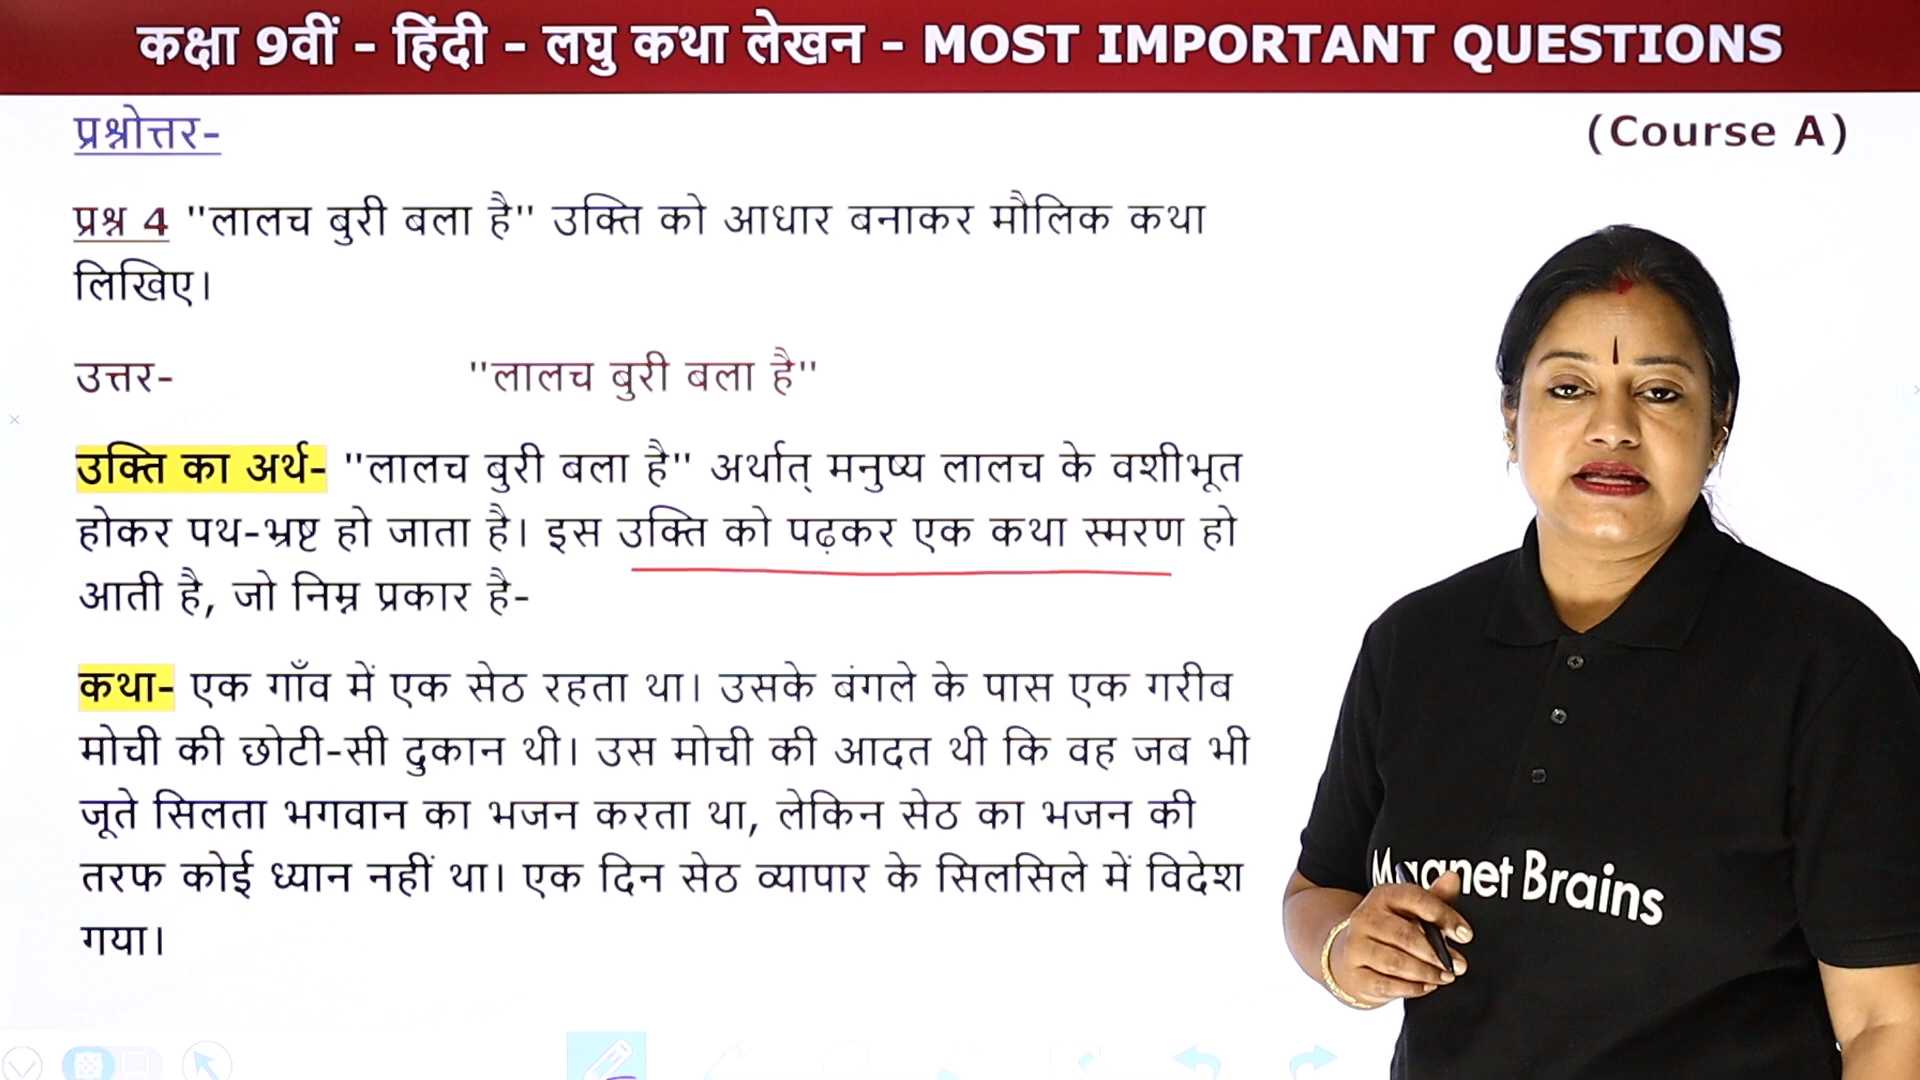 कक्षा 9वीं – हिंदी – लघु कथा लेखन – MOST IMPORTANT QUESTIONS
प्रश्नोत्तर-
(Course A)
प्रश्न 4 "लालच बुरी बला है" उक्ति को आधार बनाकर मौलिक कथा
लिखिए।
उत्तर- "लालच बुरी बला है"
उक्ति का अर्थ- "लालच बुरी बला है" अर्थात् मनुष्य लालच के वशीभूत
होकर पथ-भ्रष्ट हो जाता है। इस उक्ति को पढ़कर एक कथा स्मरण हो
आती है, जो निम्न प्रकार है-
कथा- एक गाँव में एक सेठ रहता था। उसके बंगले के पास एक गरीब
मोची की छोटी-सी दुकान थी। उस मोची की आदत थी कि वह जब भी
जूते सिलता भगवान का भजन करता था, लेकिन सेठ का भजन की
तरफ कोई ध्यान नहीं था। एक दिन सेठ व्यापार के सिलसिले में विदेश
गया।
Magnet Brains